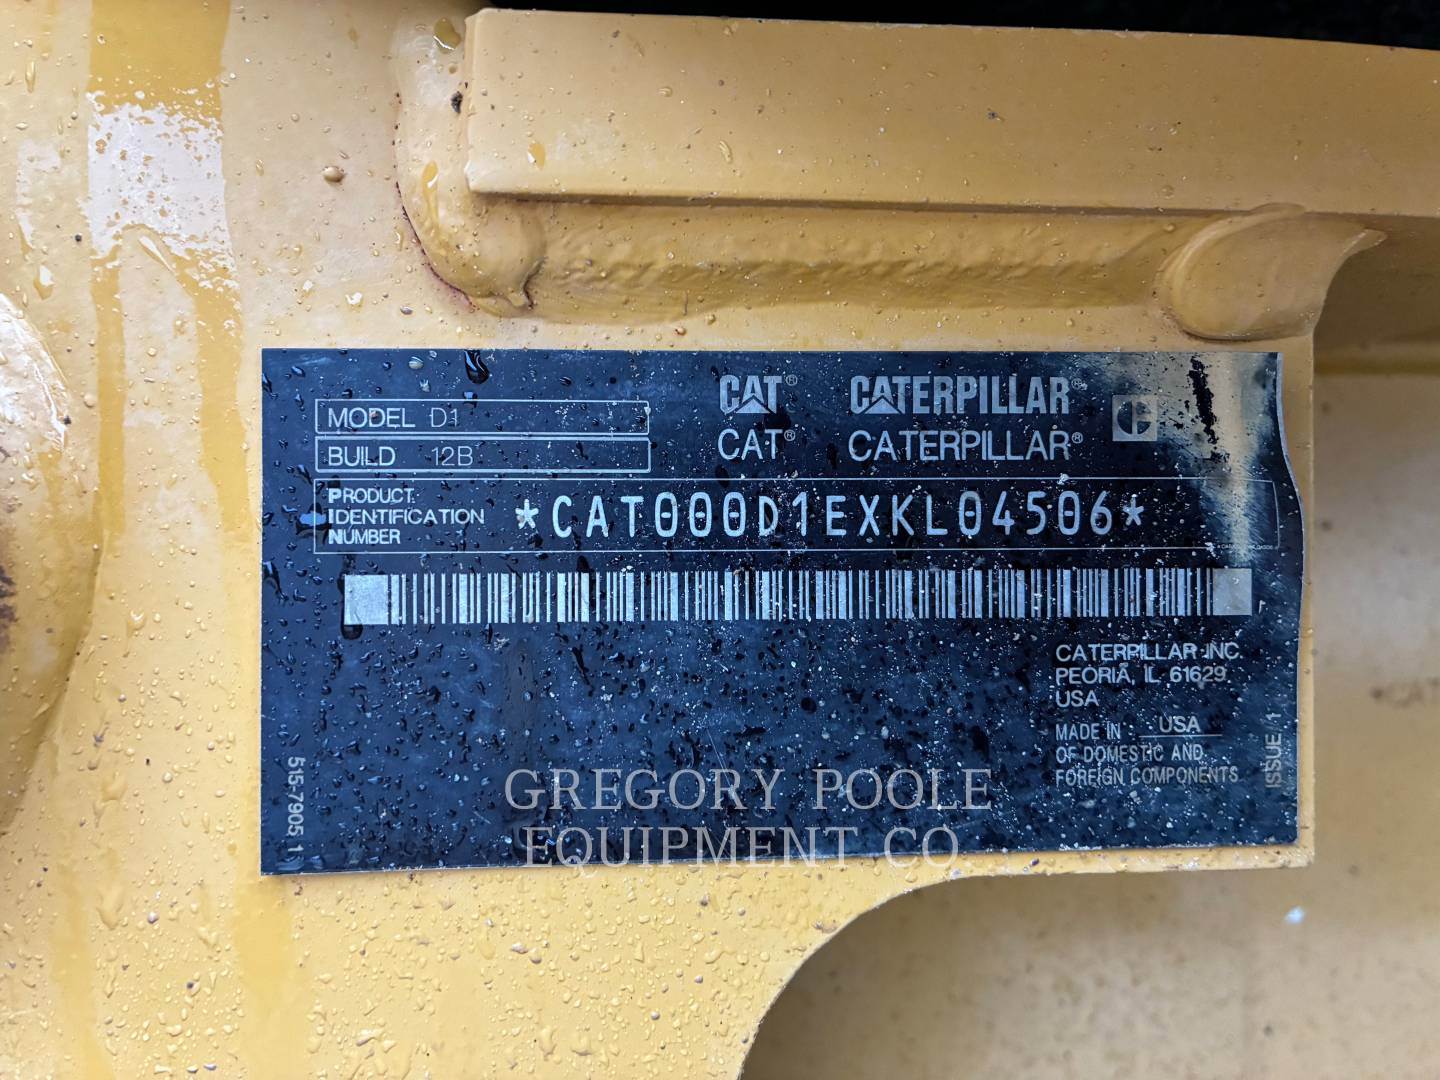 CAT® CATERPILLAR®
CAT® CATERPILLAR®
MODEL D1
BUILD 12B
PRODUCT
IDENTIFICATION
NUMBER
*CAT000D1EXKL04506*
CATERPILLAR INC.
PEORIA, IL 61629
USA
MADE IN USA
OF DOMESTIC AND
FOREIGN COMPONENTS
ISSUE 1
515-7905 1
GREGORY POOLE
EQUIPMENT CO